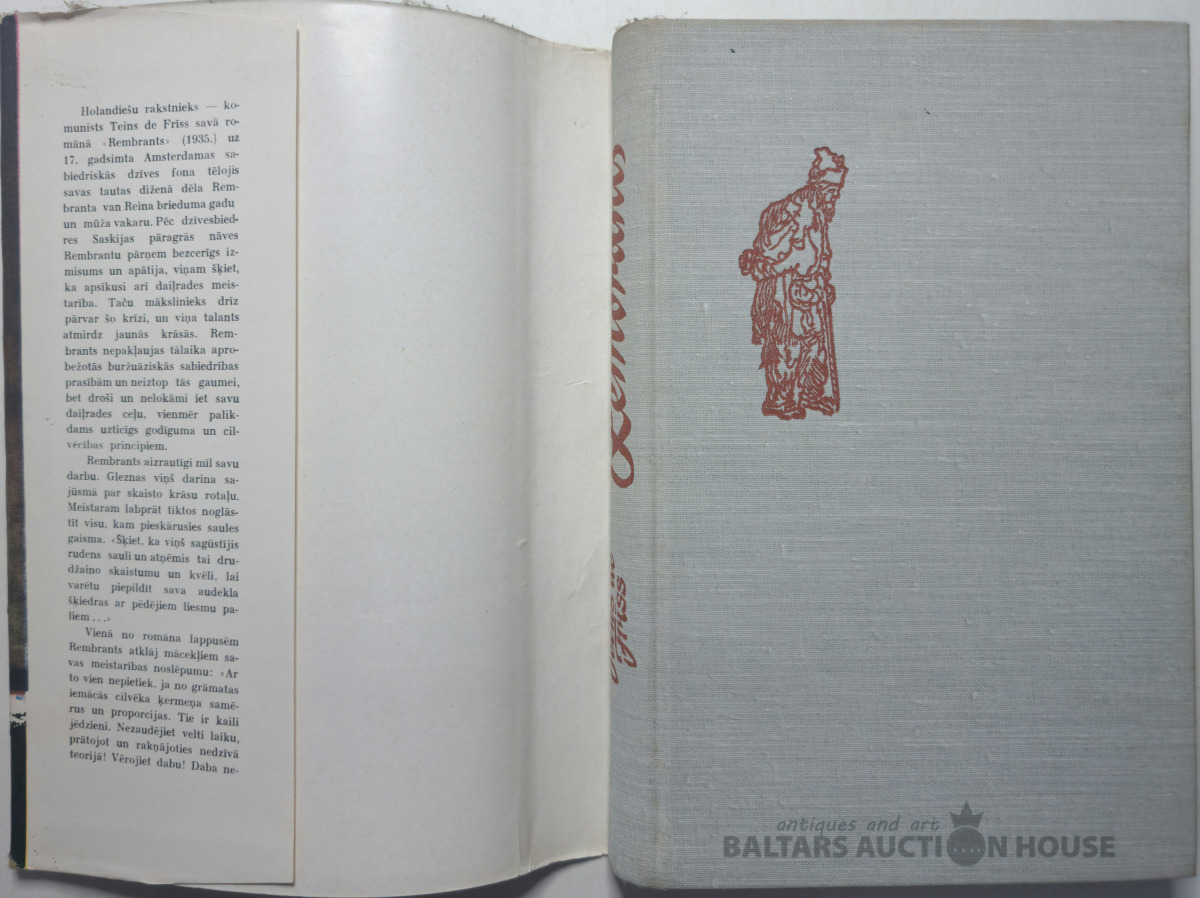 Holandiešu rakstnieks — ko-
munists Teins de Frīss savā ro-
mānā «Rembrants» (1935.) uz
17. gadsimta Amsterdamas sa-
biedriskās dzīves fona tēlojis
savas tautas diženā dēla Rem-
branta van Reina brieduma gadu
un mūža vakaru. Pēc dzīvesbied-
res Saskijas pāragrās nāves
Rembrantu pārņem bezcerīgs iz-
misums un apātija, viņam šķiet,
ka apsīkusi arī daiļrades meis-
tarība. Taču mākslinieks drīz
pārvar šo krīzi, un viņa talants
atmirdz jaunās krāsās. Rem-
brants nepakļaujas tālaika apro-
bežotās buržuāziskās sabiedrības
prasībām un neiztop tās gaumei,
bet droši un nelokāmi iet savu
daiļrades ceļu, vienmēr palik-
dams uzticīgs godīguma un cil-
vēcības principiem.
Rembrants aizrautīgi mīl savu
darbu. Gleznas viņš darina sa-
jūsmā par skaisto krāsu rotaļu.
Meistaram labprāt tiktos noglās-
tīt visu, kam pieskārusies saules
gaisma. «Šķiet, ka viņš sagūstījis
rudens sauli un atņēmis tai dru-
džaino skaistumu un kvēli, lai
varētu piepildīt sava audekla
šķiedras ar pēdējiem liesmu pa-
liem...»
Vienā no romāna lappusēm
Rembrants atklāj mācekļiem sa-
vas meistarības noslēpumu: «Ar
to vien nepietiek, ja no grāmatas
iemācās cilvēka ķermeņa samē-
rus un proporcijas. Tie ir kaili
jēdzieni. Nezaudējiet velti laiku,
prātojot un rakņājoties nedzīvā
teorijā! Vērojiet dabu! Daba ne-
Rembrants
Frīss
antiques and art
BALTARS AUCTION HOUSE